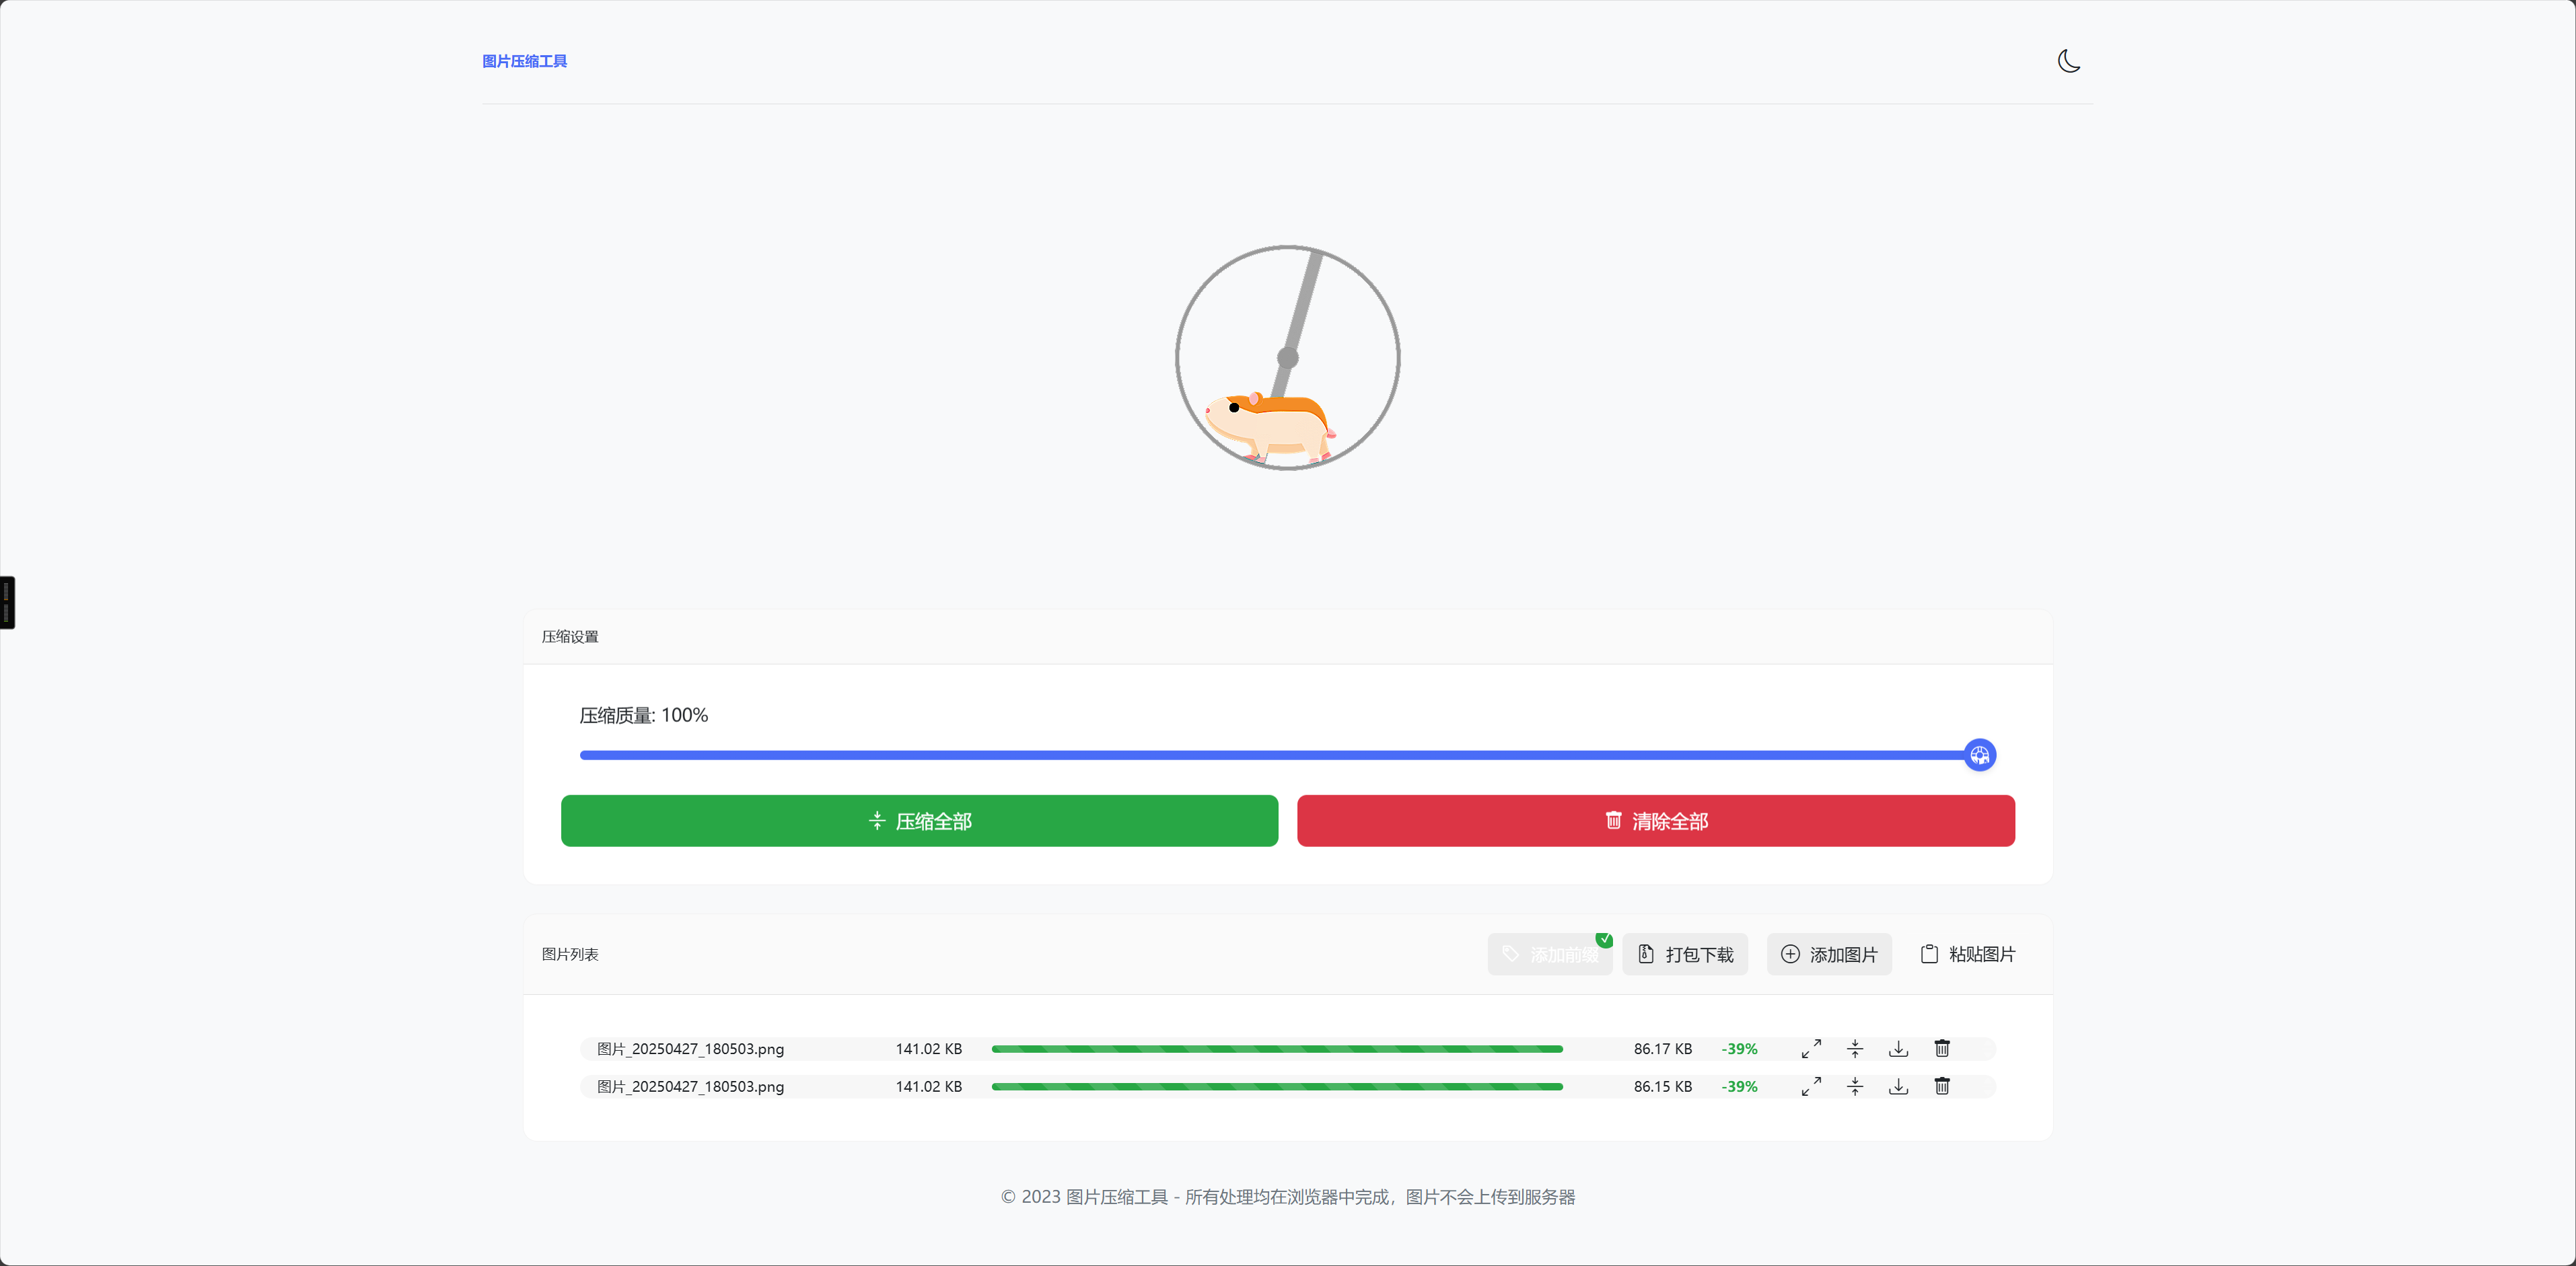 图片压缩工具
压缩设置
压缩质量: 100%
压缩全部
清除全部
图片列表
添加前缀
打包下载
添加图片
粘贴图片
图片_20250427_180503.png 141.02 KB 86.17 KB -39%
图片_20250427_180503.png 141.02 KB 86.15 KB -39%
© 2023 图片压缩工具 - 所有处理均在浏览器中完成，图片不会上传到服务器